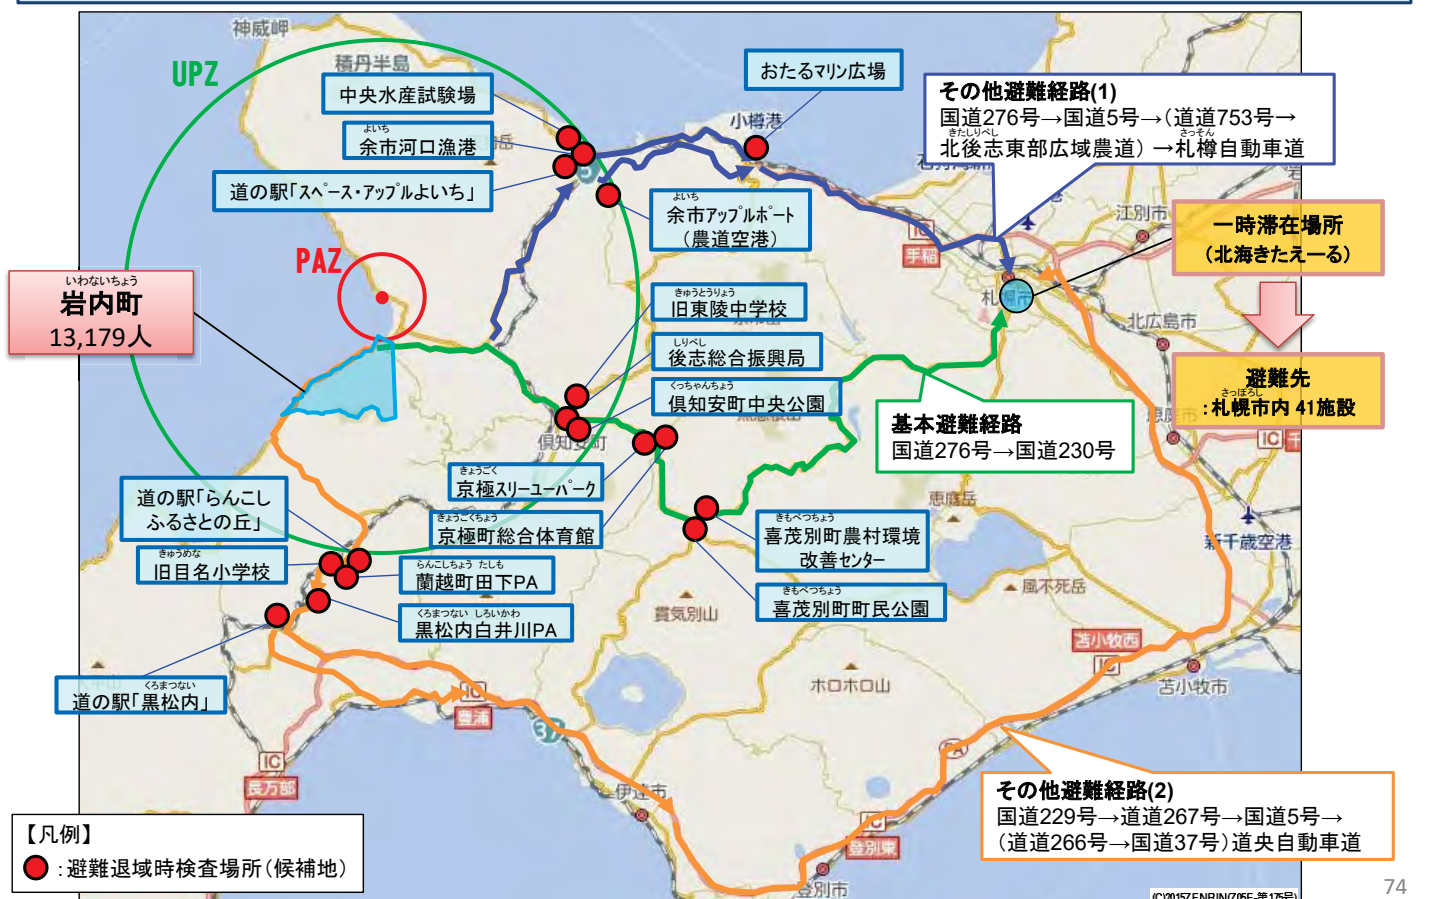 神威岬
積丹半島
UPZ
中央水産試験場
よいち
余市河口漁港
道の駅「スペース・アップルよいち」
おたるマリン広場
小樽港
その他避難経路(1)
国道276号→国道5号→(道道753号→
きたしりべし
さっそん
北後志東部広域農道) →札樽自動車道
よいち
余市アップルポート
(農道空港)
江別市
一時滞在場所
(北海きたえーる)
IC
手稲
PAZ
いわないちょう
岩内町
13,179人
きゅうとうりょう
旧東陵中学校
しりべし
後志総合振興局
くっちゃんちょう
倶知安町中央公園
北広島市
避難先
さっぽろし
:札幌市内 41施設
基本避難経路
国道276号→国道230号
IC
倶知安町
きょうごく
京極スリーユーパーク
きょうごくちょう
京極町総合体育館
道の駅「らんこし
ふるさとの丘」
きもべつちょう
喜茂別町農村環境
改善センター
恵庭岳
新千歳空港
きゅうめな
旧目名小学校
らんこしちょう たしも
蘭越町田下PA
くろまつない しろいかわ
黒松内白井川PA
きもべつちょう
喜茂別町町民公園
風不死岳
貫気別山
苫小牧西
IC
苫小牧市
くろまつない
道の駅「黒松内」
ホロホロ山
IC
豊浦
37
PA
IC
長万部
伊達市
その他避難経路(2)
国道229号→道道267号→国道5号→
(道道266号→国道37号)道央自動車道
IC
登別東
登別市
【凡例】
:避難退域時検査場所(候補地)
(C)2015ZENRIN(Z05E-第175号)
74